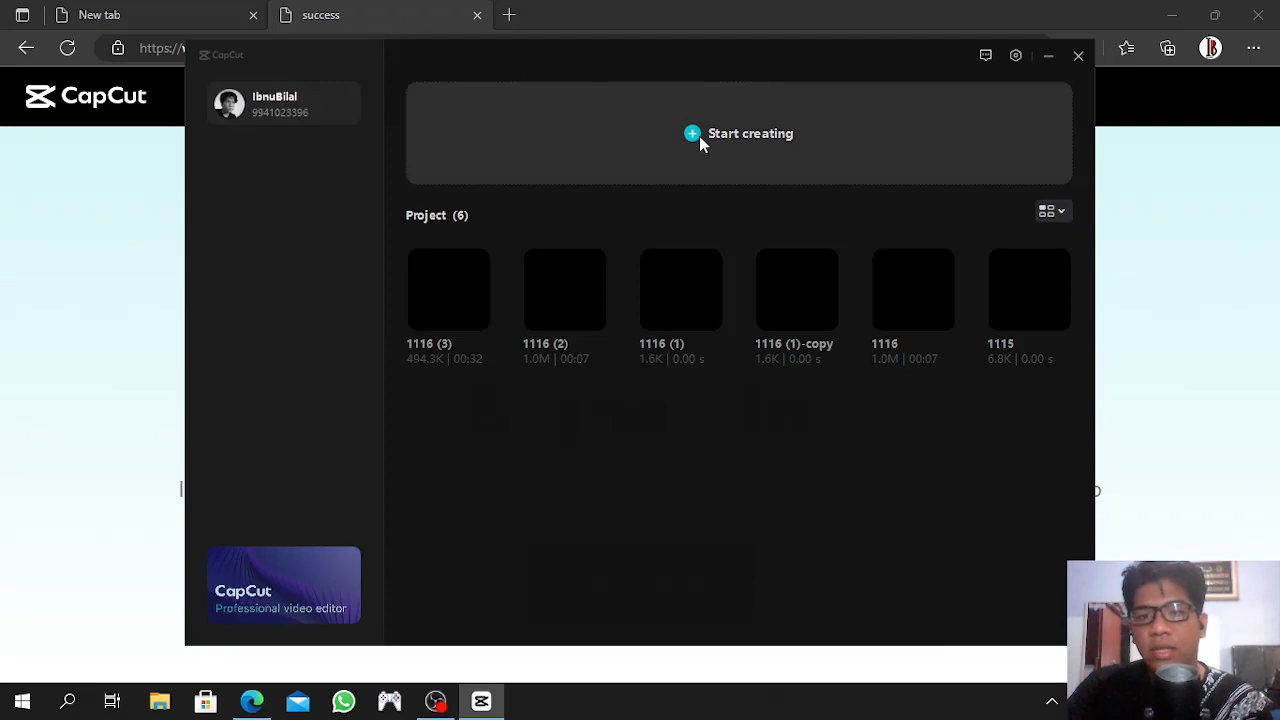 New tab
success
https://v
CapCut
CapCut
IbnuBilal
9941023396
Start creating
Project (6)
1116 (3)
494.3K | 00:32
1116 (2)
1.0M | 00:07
1116 (1)
1.6K | 0.00 s
1116 (1)-copy
1.6K | 0.00 s
1116
1.0M | 00:07
1115
6.8K | 0.00 s
CapCut
Professional video editor